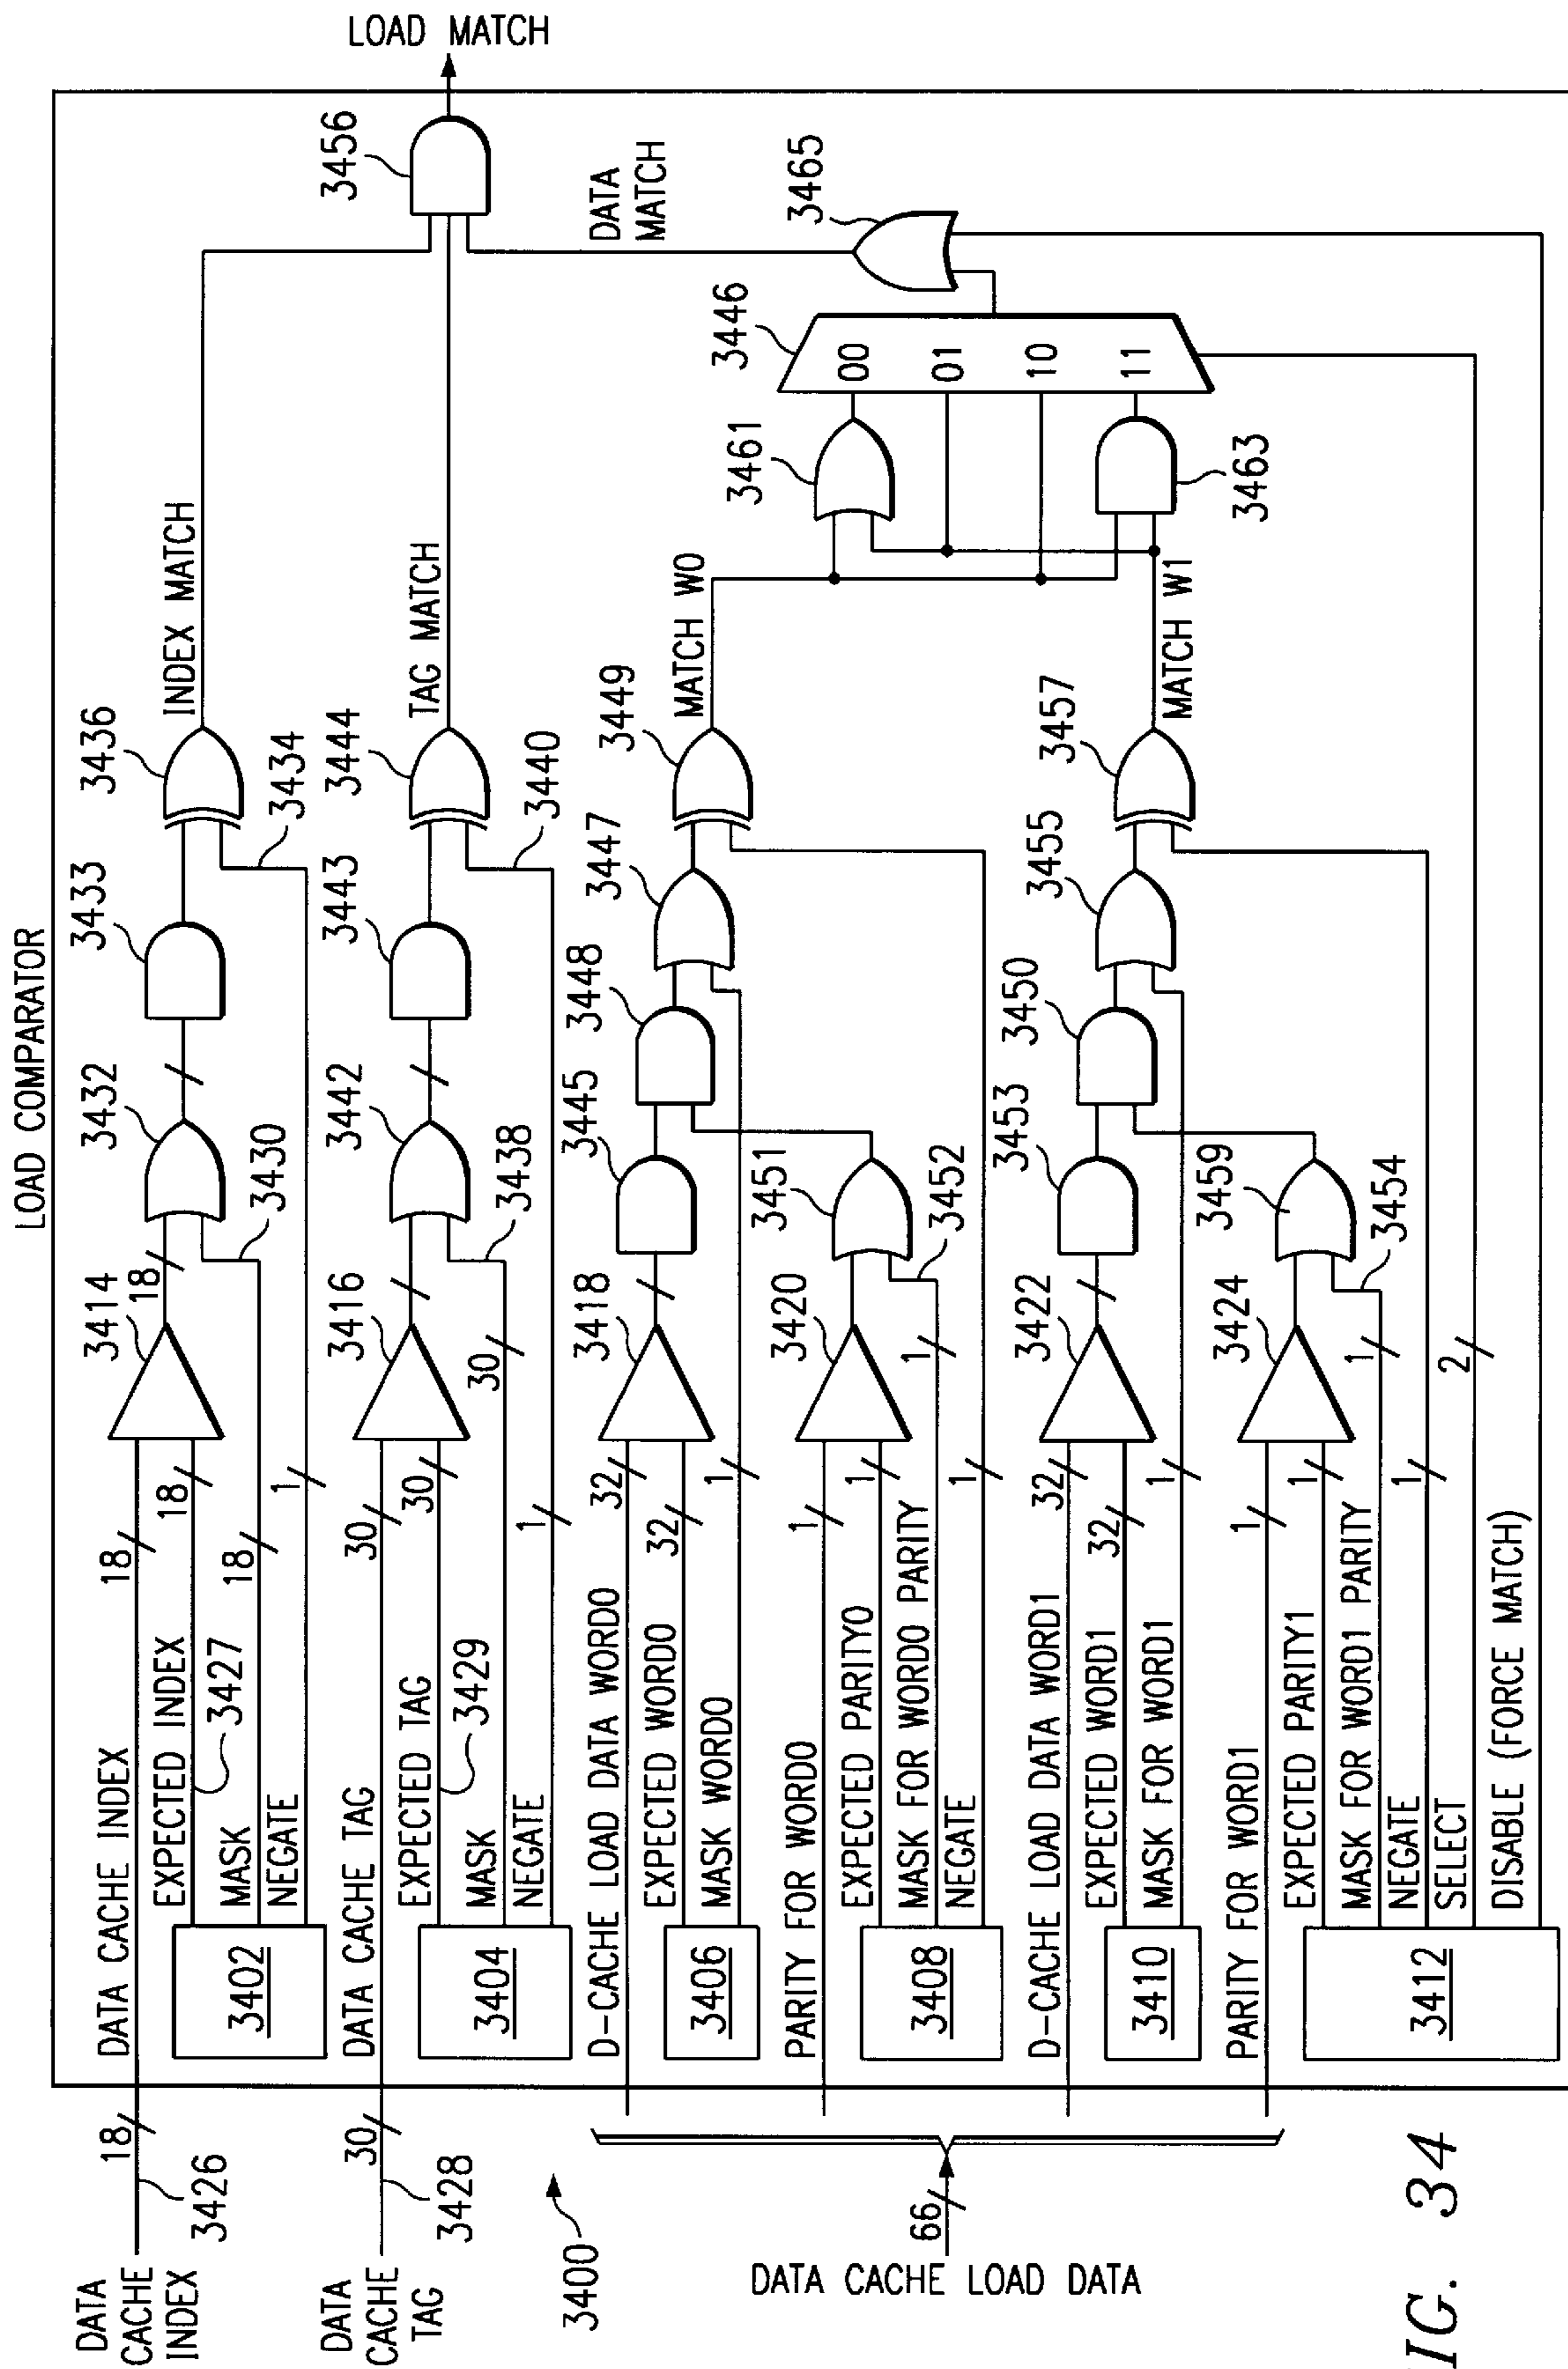 LOAD COMPARATOR
DATA
CACHE
INDEX
18
3426
DATA CACHE INDEX
18
EXPECTED INDEX
18
3427
MASK
18
NEGATE
1
3402
3414
18
3430
3432
3433
3434
3436
INDEX MATCH
DATA
CACHE
TAG
30
3428
DATA CACHE TAG
30
EXPECTED TAG
30
3429
MASK
30
NEGATE
1
3404
3416
3438
3442
3443
3440
3444
TAG MATCH
3456
LOAD MATCH
3400
D-CACHE LOAD DATA WORD0
32
EXPECTED WORD0
32
MASK WORD0
1
3406
3418
3445
3448
3447
3449
MATCH W0
PARITY FOR WORD0
1
EXPECTED PARITY0
1
MASK FOR WORD0 PARITY
1
NEGATE
1
3408
3420
3451
3452
66
DATA CACHE LOAD DATA
D-CACHE LOAD DATA WORD1
32
EXPECTED WORD1
32
MASK FOR WORD1
1
3410
3422
3453
3450
3455
3457
MATCH W1
PARITY FOR WORD1
1
EXPECTED PARITY1
1
MASK FOR WORD1 PARITY
1
NEGATE
1
SELECT
2
DISABLE (FORCE MATCH)
3412
3424
3459
3454
3461
3463
3446
00
01
10
11
3465
DATA
MATCH
IG. 34